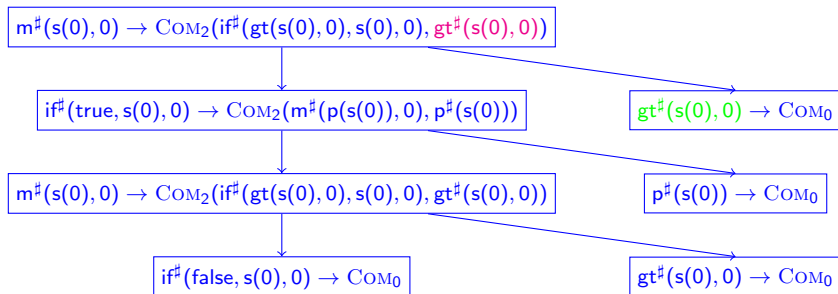 m♯(s(0), 0) → COM₂(if♯(gt(s(0), 0), s(0), 0), gt♯(s(0), 0))
if♯(true, s(0), 0) → COM₂(m♯(p(s(0)), 0), p♯(s(0)))
gt♯(s(0), 0) → COM₀
m♯(s(0), 0) → COM₂(if♯(gt(s(0), 0), s(0), 0), gt♯(s(0), 0))
p♯(s(0)) → COM₀
if♯(false, s(0), 0) → COM₀
gt♯(s(0), 0) → COM₀